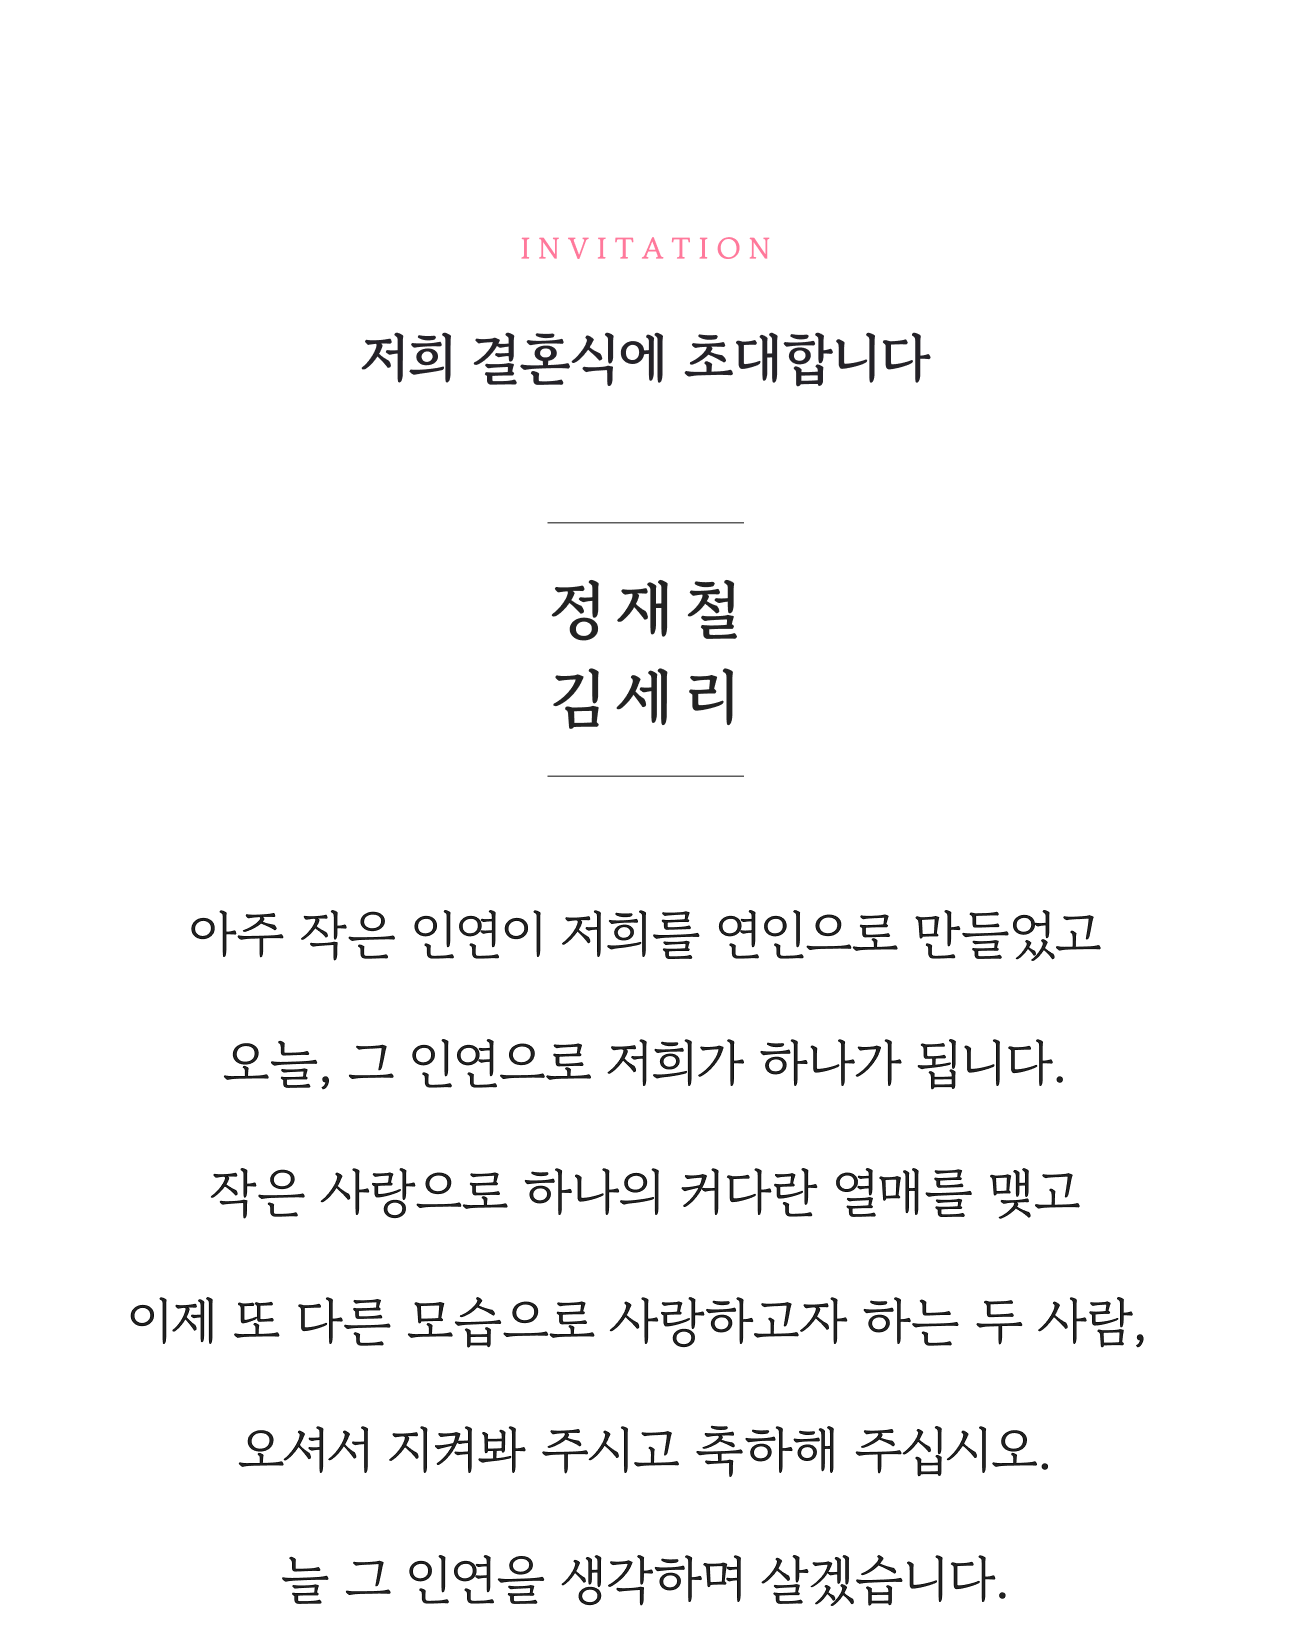 INVITATION
저희 결혼식에 초대합니다
정재철
김세리
아주 작은 인연이 저희를 연인으로 만들었고
오늘, 그 인연으로 저희가 하나가 됩니다.
작은 사랑으로 하나의 커다란 열매를 맺고
이제 또 다른 모습으로 사랑하고자 하는 두 사람,
오셔서 지켜봐 주시고 축하해 주십시오.
늘 그 인연을 생각하며 살겠습니다.